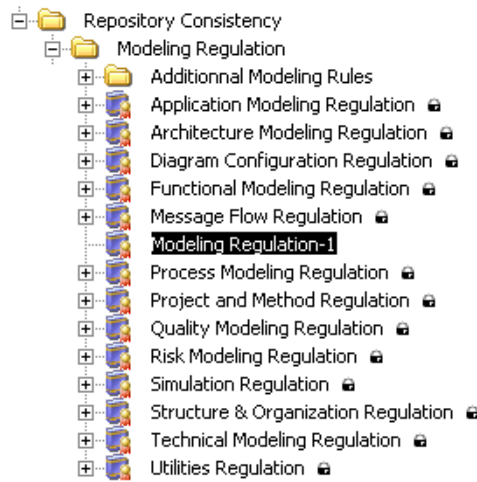 Repository Consistency
Modeling Regulation
Additionnal Modeling Rules
Application Modeling Regulation
Architecture Modeling Regulation
Diagram Configuration Regulation
Functional Modeling Regulation
Message Flow Regulation
Modeling Regulation-1
Process Modeling Regulation
Project and Method Regulation
Quality Modeling Regulation
Risk Modeling Regulation
Simulation Regulation
Structure & Organization Regulation
Technical Modeling Regulation
Utilities Regulation